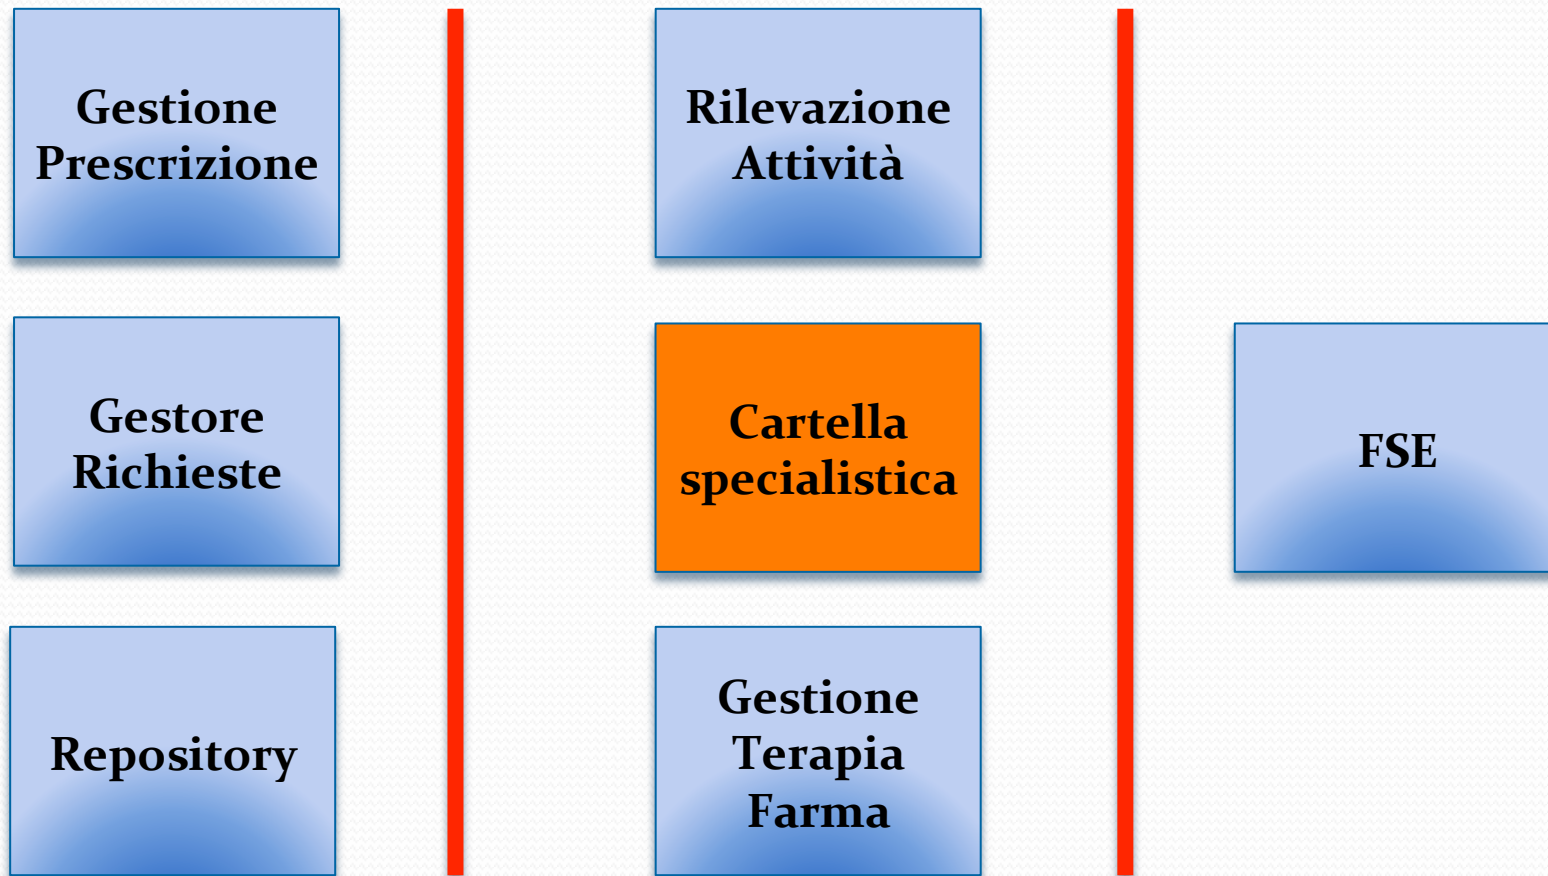 Gestione
Prescrizione
Rilevazione
Attività
Gestore
Richieste
Cartella
specialistica
FSE
Repository
Gestione
Terapia
Farma